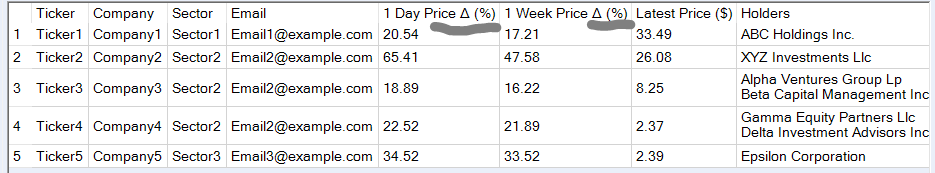 Ticker Company Sector Email 1 Day Price Δ (%) 1 Week Price Δ (%) Latest Price ($) Holders
1 Ticker1 Company1 Sector1 Email1@example.com 20.54 17.21 33.49 ABC Holdings Inc.
2 Ticker2 Company2 Sector2 Email2@example.com 65.41 47.58 26.08 XYZ Investments Llc
3 Ticker3 Company3 Sector2 Email2@example.com 18.89 16.22 8.25 Alpha Ventures Group Lp
Beta Capital Management Inc
4 Ticker4 Company4 Sector2 Email2@example.com 22.52 21.89 2.37 Gamma Equity Partners Llc
Delta Investment Advisors Inc
5 Ticker5 Company5 Sector3 Email3@example.com 34.52 33.52 2.39 Epsilon Corporation